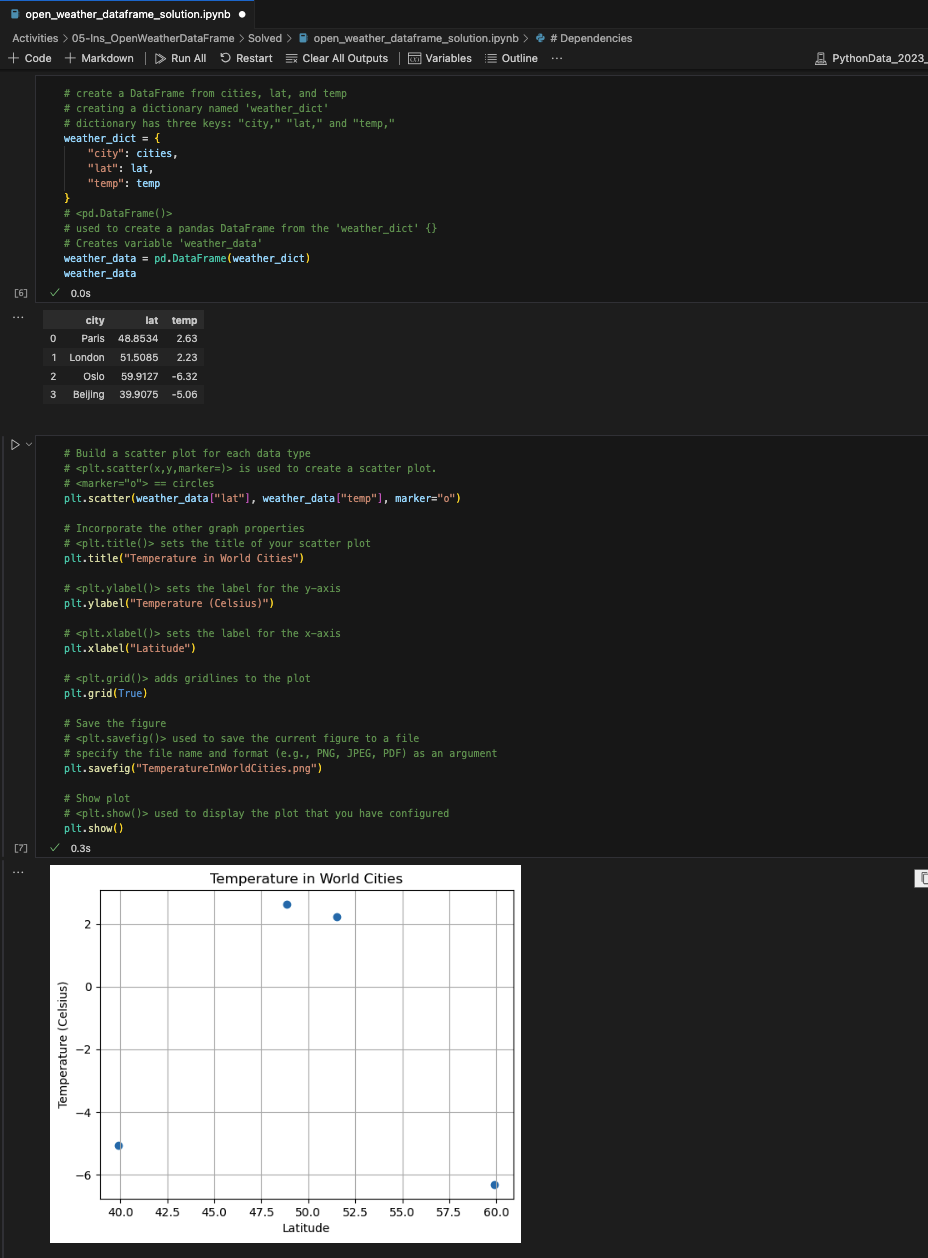 open_weather_dataframe_solution.ipynb ●
Activities > 05-Ins_OpenWeatherDataFrame > Solved > open_weather_dataframe_solution.ipynb > # Dependencies
+ Code + Markdown | Run All Restart Clear All Outputs | Variables Outline ··· PythonData_2023_
# create a DataFrame from cities, lat, and temp
# creating a dictionary named 'weather_dict'
# dictionary has three keys: "city," "lat," and "temp,"
weather_dict = {
"city": cities,
"lat": lat,
"temp": temp
}
# <pd.DataFrame()>
# used to create a pandas DataFrame from the 'weather_dict' {}
# Creates variable 'weather_data'
weather_data = pd.DataFrame(weather_dict)
weather_data
[6] ✓ 0.0s
···
city lat temp
0 Paris 48.8534 2.63
1 London 51.5085 2.23
2 Oslo 59.9127 -6.32
3 Beijing 39.9075 -5.06
# Build a scatter plot for each data type
# <plt.scatter(x,y,marker=)> is used to create a scatter plot.
# <marker="o"> == circles
plt.scatter(weather_data["lat"], weather_data["temp"], marker="o")
# Incorporate the other graph properties
# <plt.title()> sets the title of your scatter plot
plt.title("Temperature in World Cities")
# <plt.ylabel()> sets the label for the y-axis
plt.ylabel("Temperature (Celsius)")
# <plt.xlabel()> sets the label for the x-axis
plt.xlabel("Latitude")
# <plt.grid()> adds gridlines to the plot
plt.grid(True)
# Save the figure
# <plt.savefig()> used to save the current figure to a file
# specify the file name and format (e.g., PNG, JPEG, PDF) as an argument
plt.savefig("TemperatureInWorldCities.png")
# Show plot
# <plt.show()> used to display the plot that you have configured
plt.show()
[7] ✓ 0.3s
···
Temperature in World Cities
2
0
−2
−4
−6
Temperature (Celsius)
40.0 42.5 45.0 47.5 50.0 52.5 55.0 57.5 60.0
Latitude